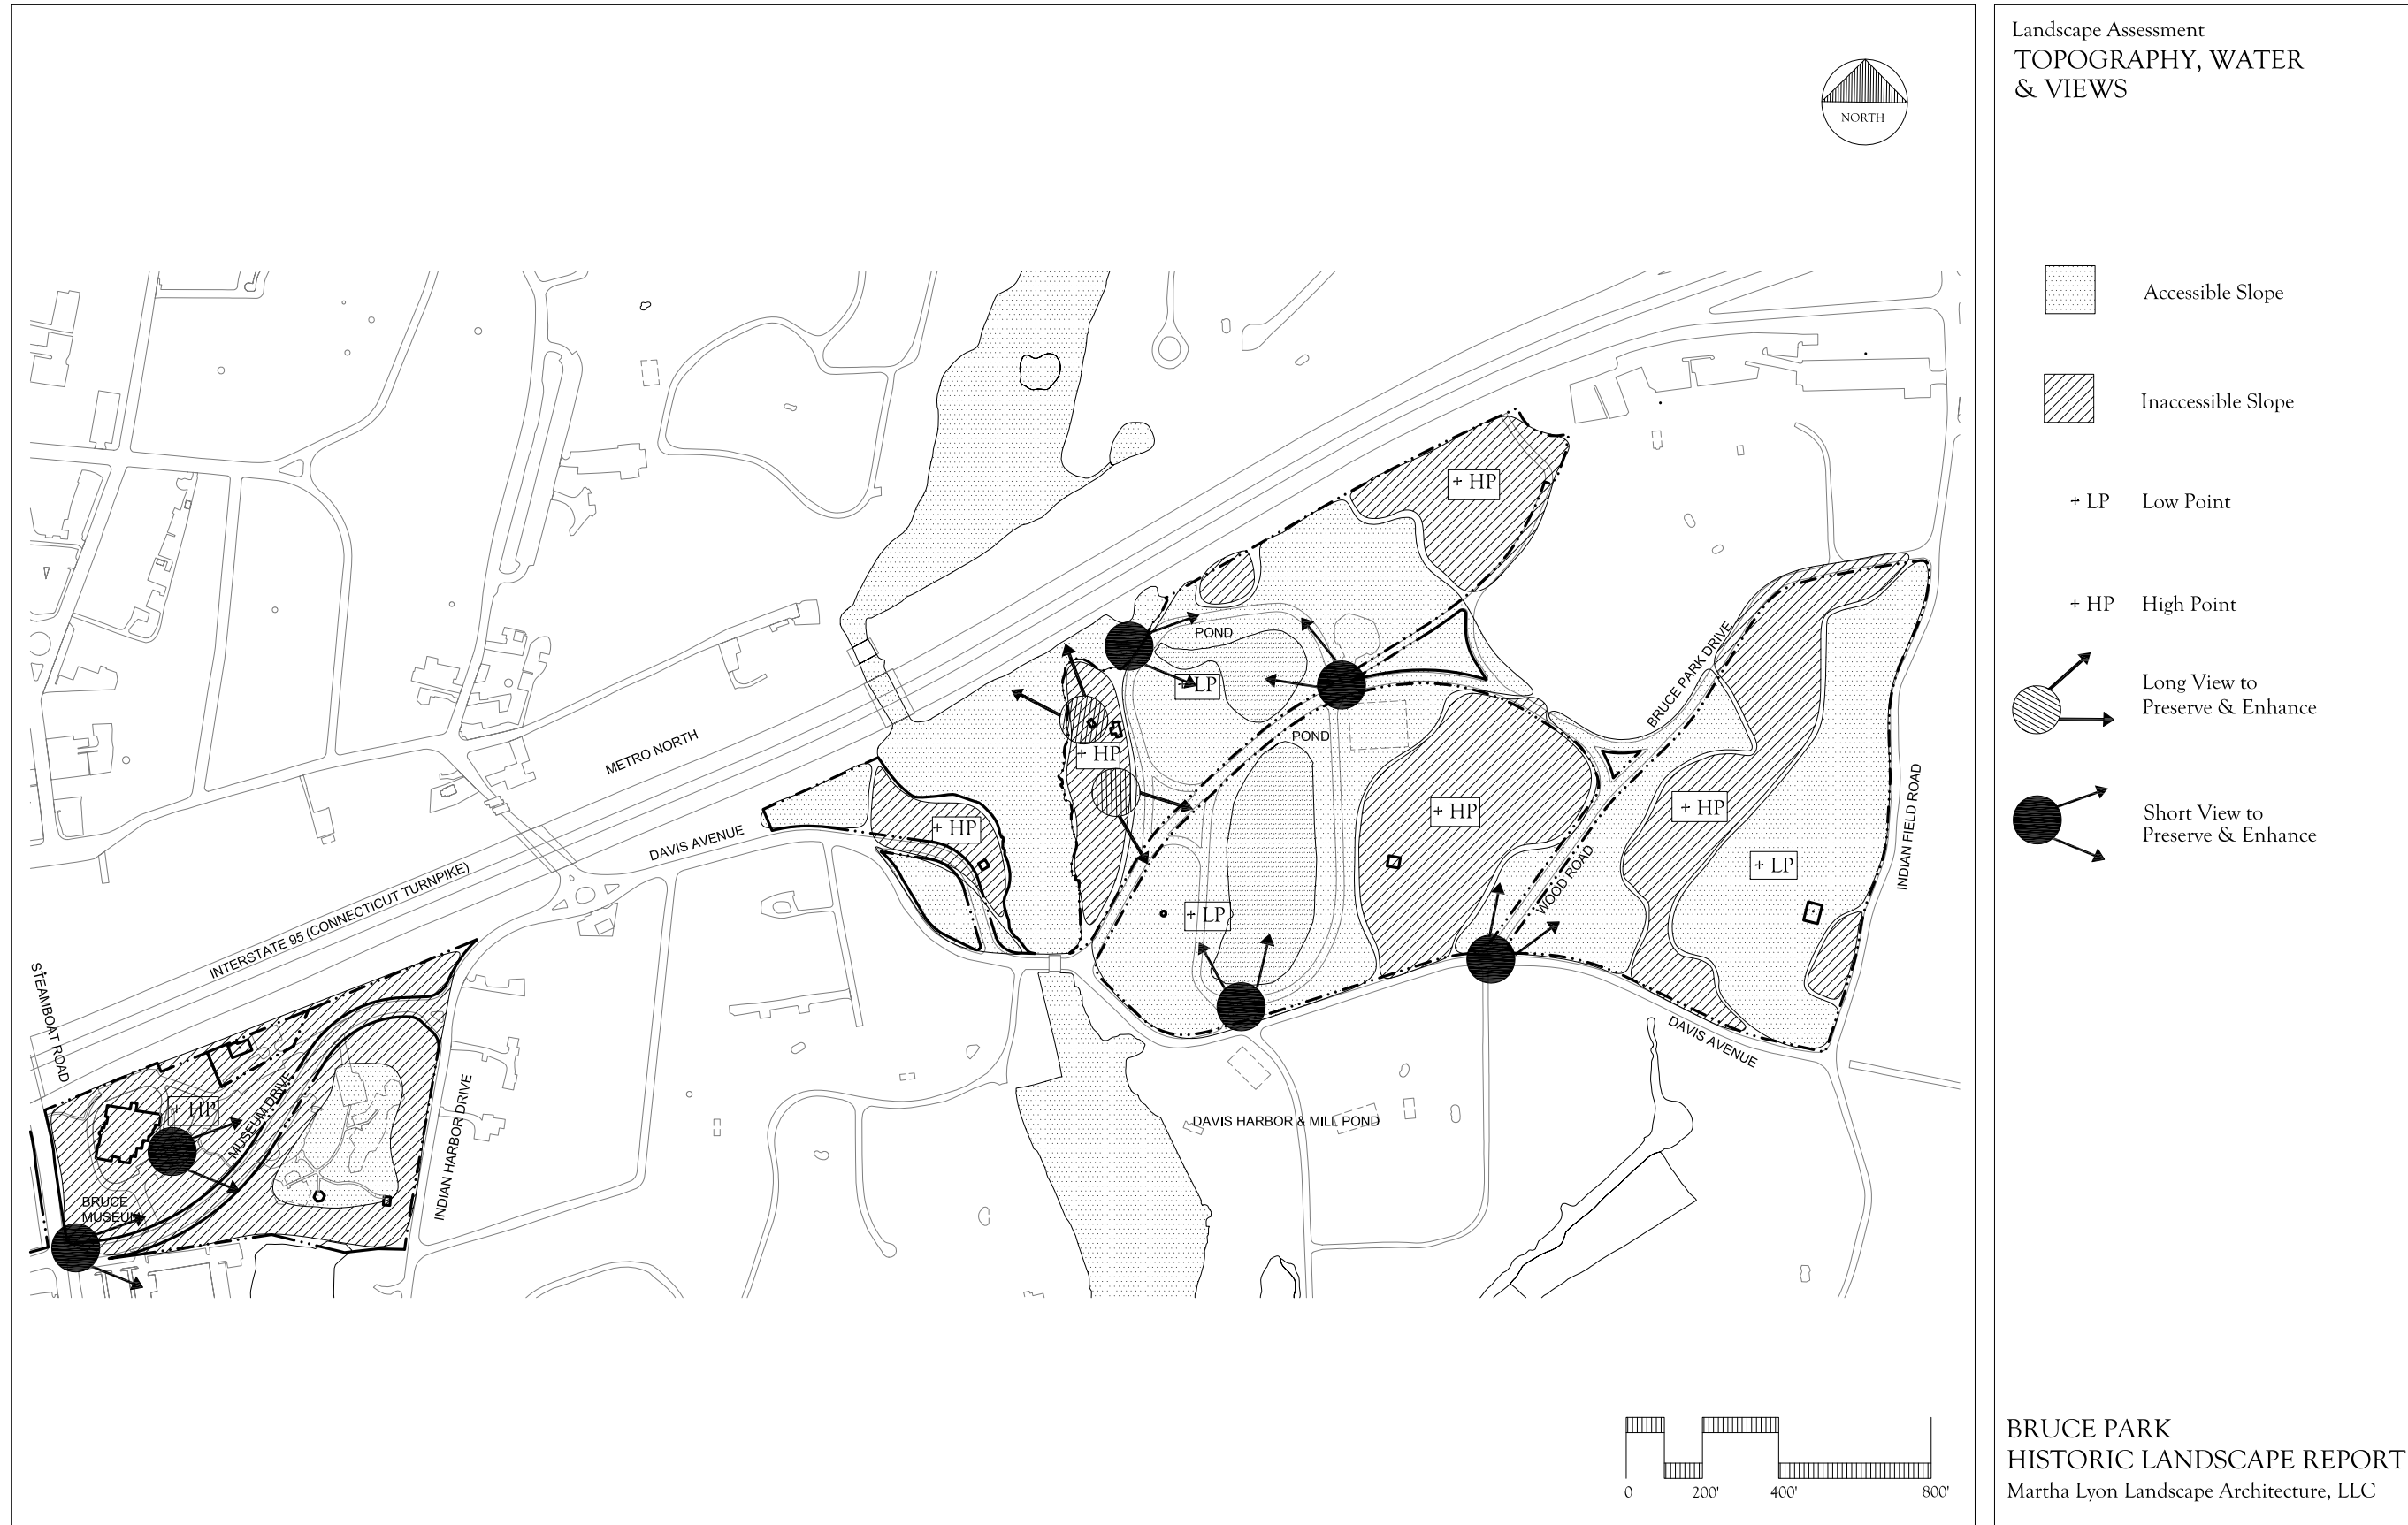 Landscape Assessment
TOPOGRAPHY, WATER
& VIEWS
NORTH
Accessible Slope
Inaccessible Slope
+ LP Low Point
+ HP High Point
Long View to
Preserve & Enhance
Short View to
Preserve & Enhance
+ HP
POND
+ LP
BRUCE PARK DRIVE
METRO NORTH
POND
+ HP
+ HP
+ HP
+ HP
DAVIS AVENUE
INDIAN FIELD ROAD
+ LP
WOOD ROAD
+ LP
INTERSTATE 95 (CONNECTICUT TURNPIKE)
STEAMBOAT ROAD
DAVIS AVENUE
+ HP
MUSEUM DRIVE
INDIAN HARBOR DRIVE
DAVIS HARBOR & MILL POND
BRUCE
MUSEUM
0 200' 400' 800'
BRUCE PARK
HISTORIC LANDSCAPE REPORT
Martha Lyon Landscape Architecture, LLC